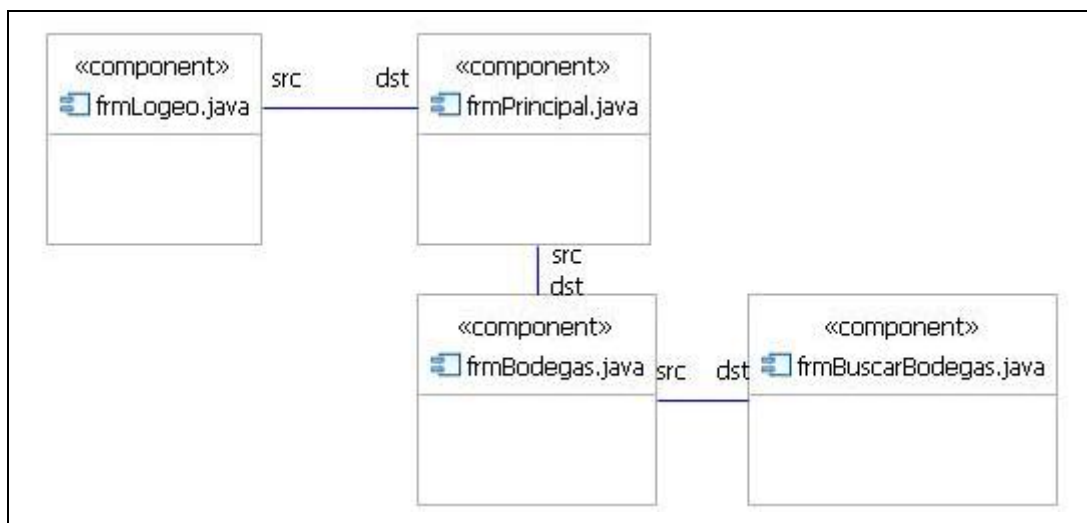 «component»
frmLogeo.java
src
dst
«component»
frmPrincipal.java
src
dst
«component»
frmBodegas.java
src
dst
«component»
frmBuscarBodegas.java